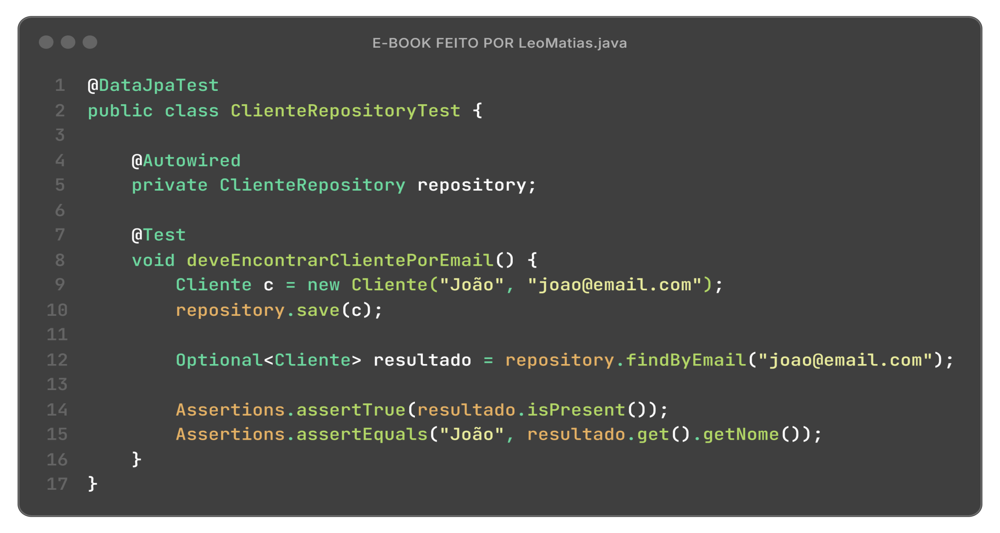 E-BOOK FEITO POR LeoMatias.java
1 @DataJpaTest
2 public class ClienteRepositoryTest {
3
4     @Autowired
5     private ClienteRepository repository;
6
7     @Test
8     void deveEncontrarClientePorEmail() {
9         Cliente c = new Cliente("João", "joao@email.com");
10         repository.save(c);
11
12         Optional<Cliente> resultado = repository.findByEmail("joao@email.com");
13
14         Assertions.assertTrue(resultado.isPresent());
15         Assertions.assertEquals("João", resultado.get().getNome());
16     }
17 }